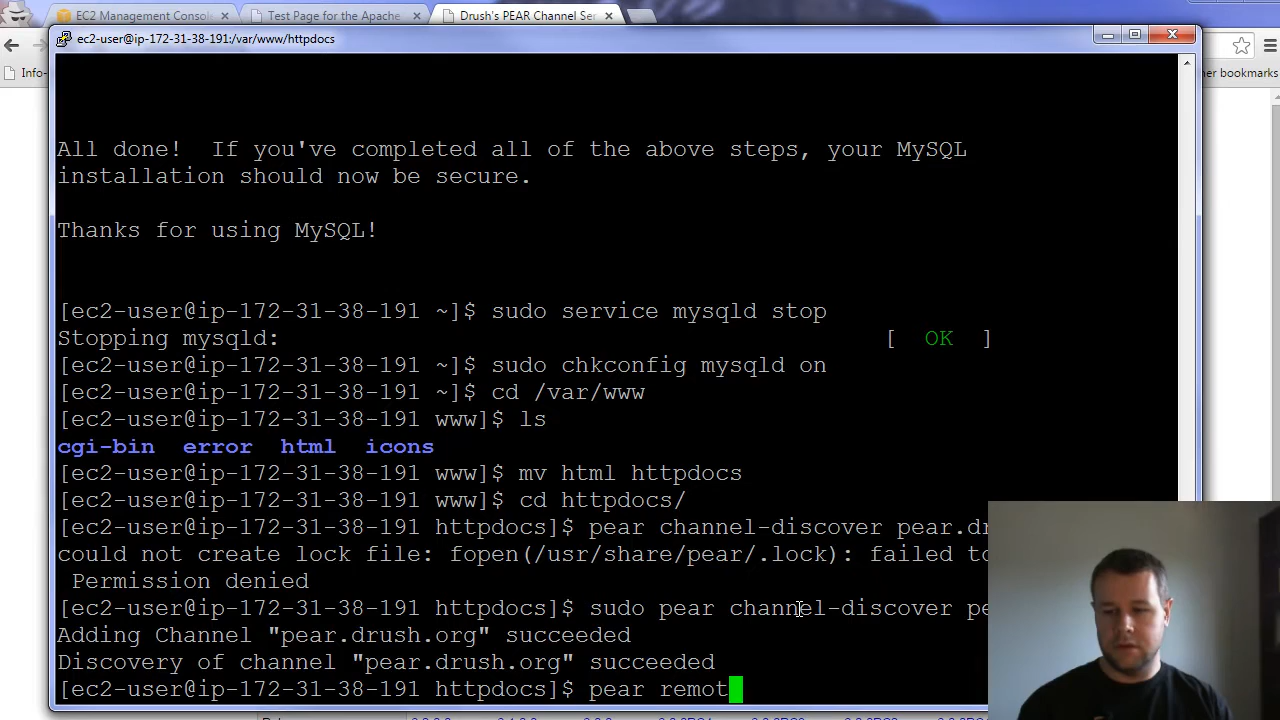 EC2 Management Consol
Test Page for the Apache
Drush's PEAR Channel Ser
ec2-user@ip-172-31-38-191:/var/www/httpdocs
Info-
her bookmarks
All done!  If you've completed all of the above steps, your MySQL
installation should now be secure.
Thanks for using MySQL!
[ec2-user@ip-172-31-38-191 ~]$ sudo service mysqld stop
Stopping mysqld:                                           [  OK  ]
[ec2-user@ip-172-31-38-191 ~]$ sudo chkconfig mysqld on
[ec2-user@ip-172-31-38-191 ~]$ cd /var/www
[ec2-user@ip-172-31-38-191 www]$ ls
cgi-bin  error  html  icons
[ec2-user@ip-172-31-38-191 www]$ mv html httpdocs
[ec2-user@ip-172-31-38-191 www]$ cd httpdocs/
[ec2-user@ip-172-31-38-191 httpdocs]$ pear channel-discover pear.d
could not create lock file: fopen(/usr/share/pear/.lock): failed to
Permission denied
[ec2-user@ip-172-31-38-191 httpdocs]$ sudo pear channel-discover pe
Adding Channel "pear.drush.org" succeeded
Discovery of channel "pear.drush.org" succeeded
[ec2-user@ip-172-31-38-191 httpdocs]$ pear remot